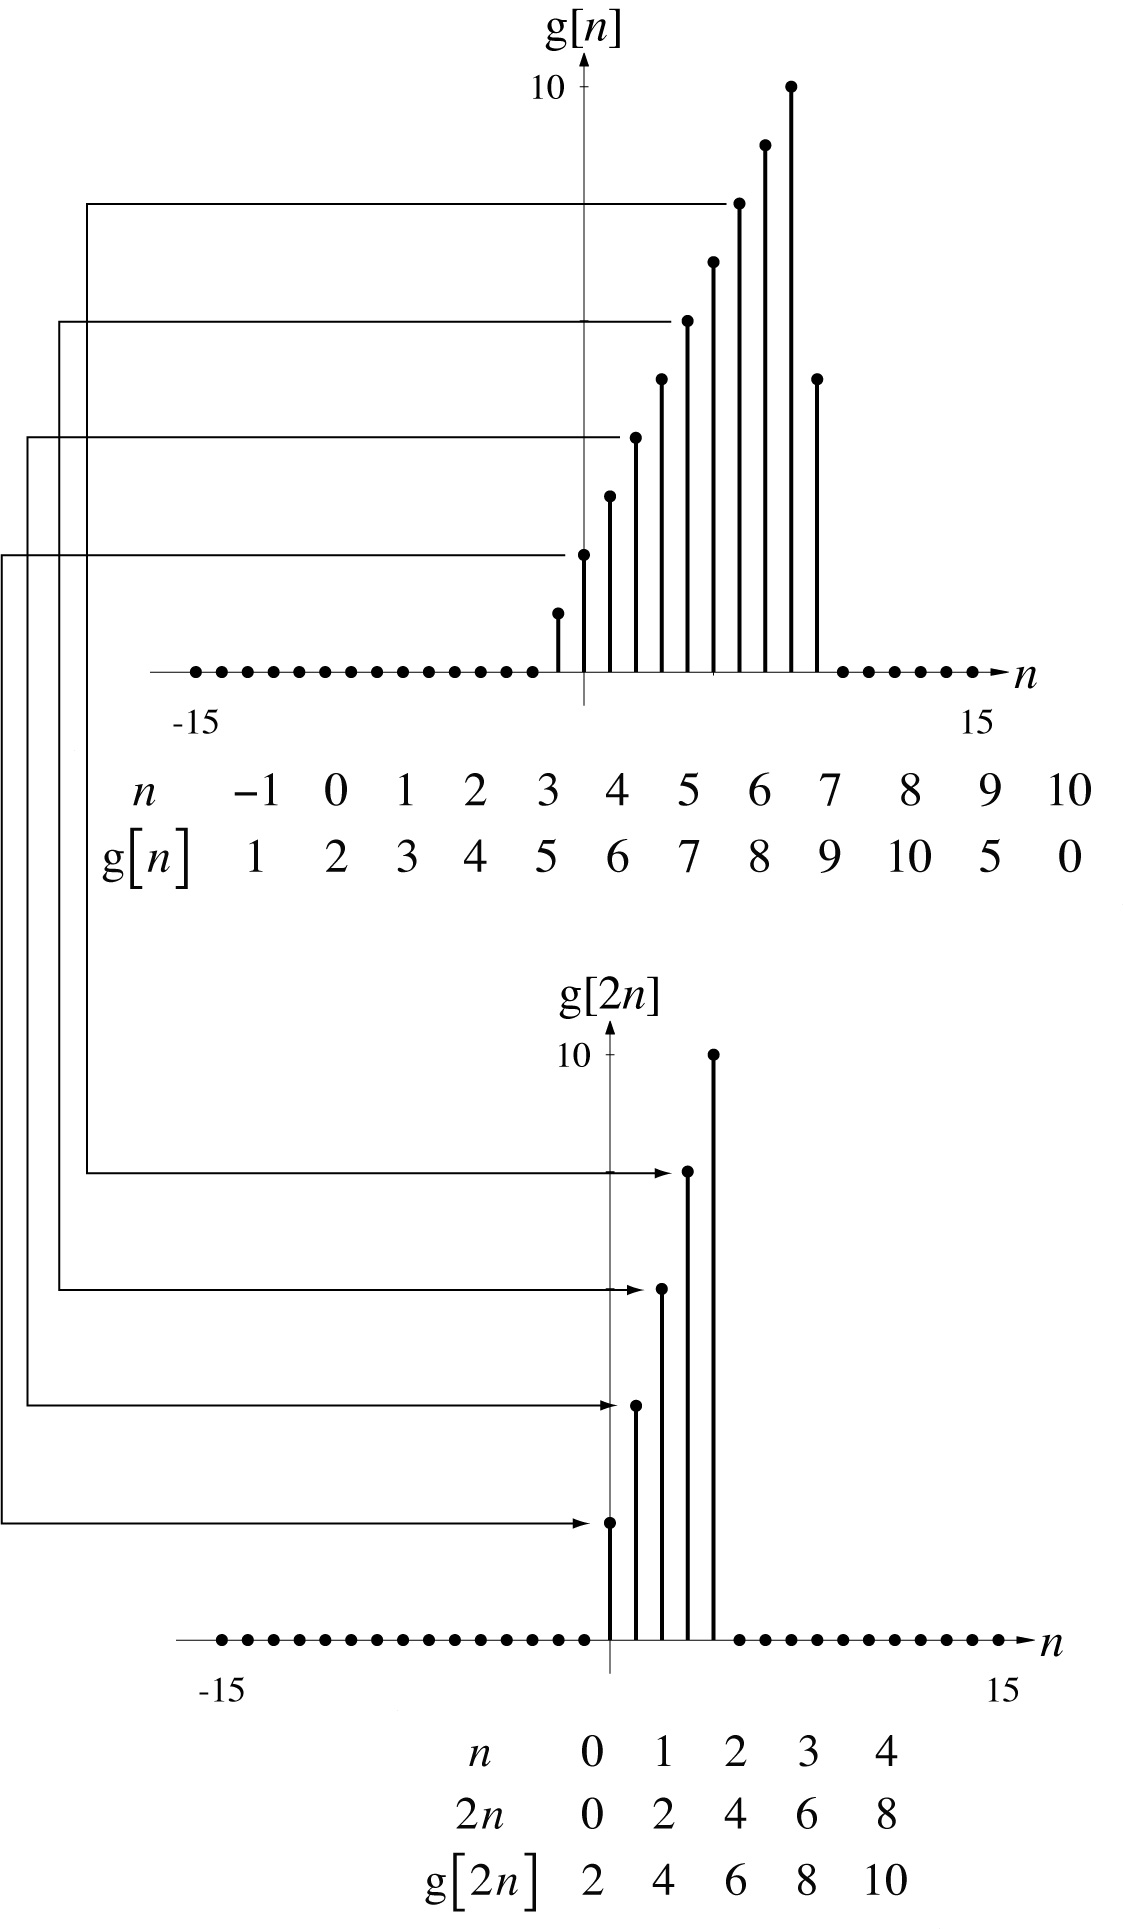 g[n]
10
-15 15 n
n −1 0 1 2 3 4 5 6 7 8 9 10
g[n] 1 2 3 4 5 6 7 8 9 10 5 0
g[2n]
10
-15 15 n
n 0 1 2 3 4
2n 0 2 4 6 8
g[2n] 2 4 6 8 10